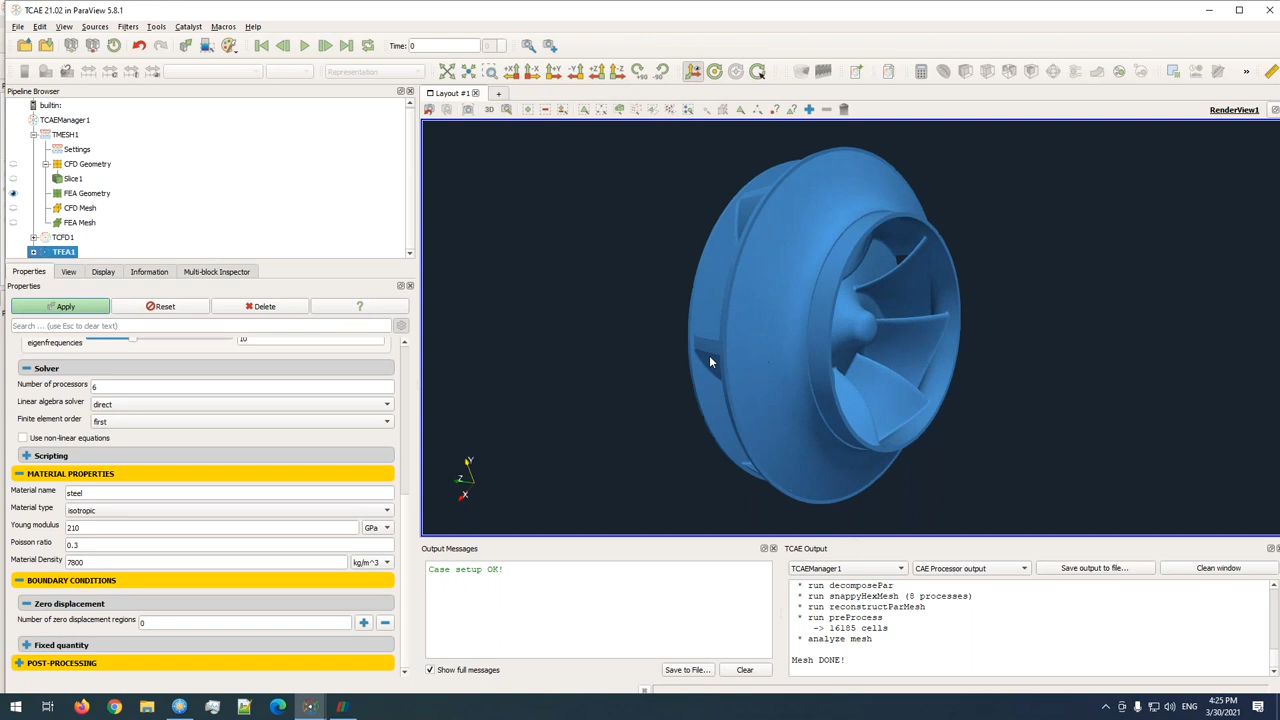 TCAE 21.02 in ParaView 5.8.1
File Edit View Sources Filters Tools Catalyst Macros Help
Time: 0 0
Representation
Pipeline Browser
Layout #1
builtin:
3D
RenderView1
TCAEManager1
TMESH1
Settings
CFD Geometry
Slice1
FEA Geometry
CFD Mesh
FEA Mesh
TCFD1
TFEA1
Properties View Display Information Multi-block Inspector
Properties
Apply Reset Delete ?
Search ... (use Esc to clear text)
eigenfrequencies 10
Solver
Number of processors 6
Linear algebra solver direct
Finite element order first
Use non-linear equations
Scripting
MATERIAL PROPERTIES
Material name steel
Material type isotropic
Young modulus 210 GPa
Poisson ratio 0.3
Material Density 7800 kg/m^3
BOUNDARY CONDITIONS
Zero displacement
Number of zero displacement regions 0
Fixed quantity
POST-PROCESSING
Y
Z
X
Output Messages
Case setup OK!
Show full messages Save to File... Clear
TCAE Output
TCAEManager1 CAE Processor output Save output to file... Clean window
* run decomposePar
* run snappyHexMesh (8 processes)
* run reconstructParMesh
* run preProcess
-> 16185 cells
* analyze mesh
Mesh DONE!
ENG
4:25 PM
3/30/2021